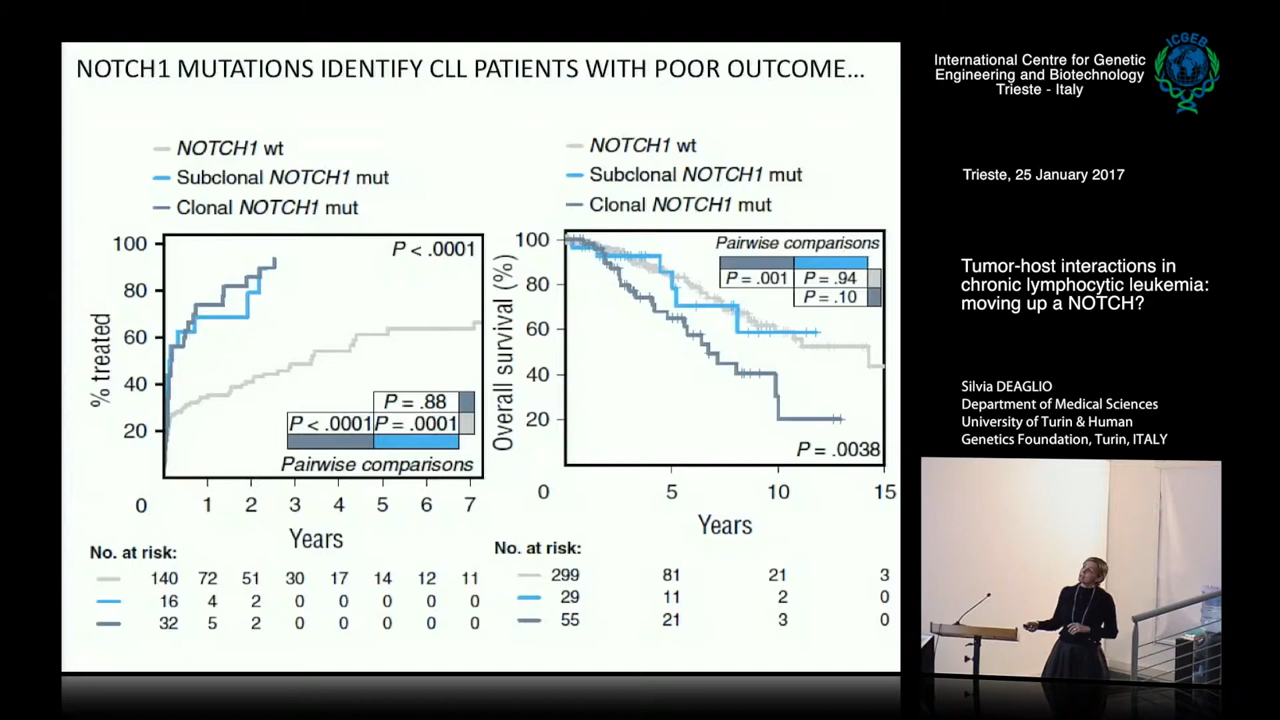 NOTCH1 MUTATIONS IDENTIFY CLL PATIENTS WITH POOR OUTCOME...
NOTCH1 wt
Subclonal NOTCH1 mut
Clonal NOTCH1 mut
P < .0001
100
80
60
40
20
0
% treated
P = .88
P < .0001 P = .0001
Pairwise comparisons
1 2 3 4 5 6 7
Years
No. at risk:
140 72 51 30 17 14 12 11
16 4 2 0 0 0 0 0
32 5 2 0 0 0 0 0
NOTCH1 wt
Subclonal NOTCH1 mut
Clonal NOTCH1 mut
Pairwise comparisons
P = .001 P = .94
P = .10
100
80
60
40
20
0
Overall survival (%)
P = .0038
5 10 15
Years
No. at risk:
299 81 21 3
29 11 2 0
55 21 3 0
International Centre for Genetic
Engineering and Biotechnology
Trieste - Italy
ICGEB
Trieste, 25 January 2017
Tumor-host interactions in
chronic lymphocytic leukemia:
moving up a NOTCH?
Silvia DEAGLIO
Department of Medical Sciences
University of Turin & Human
Genetics Foundation, Turin, ITALY